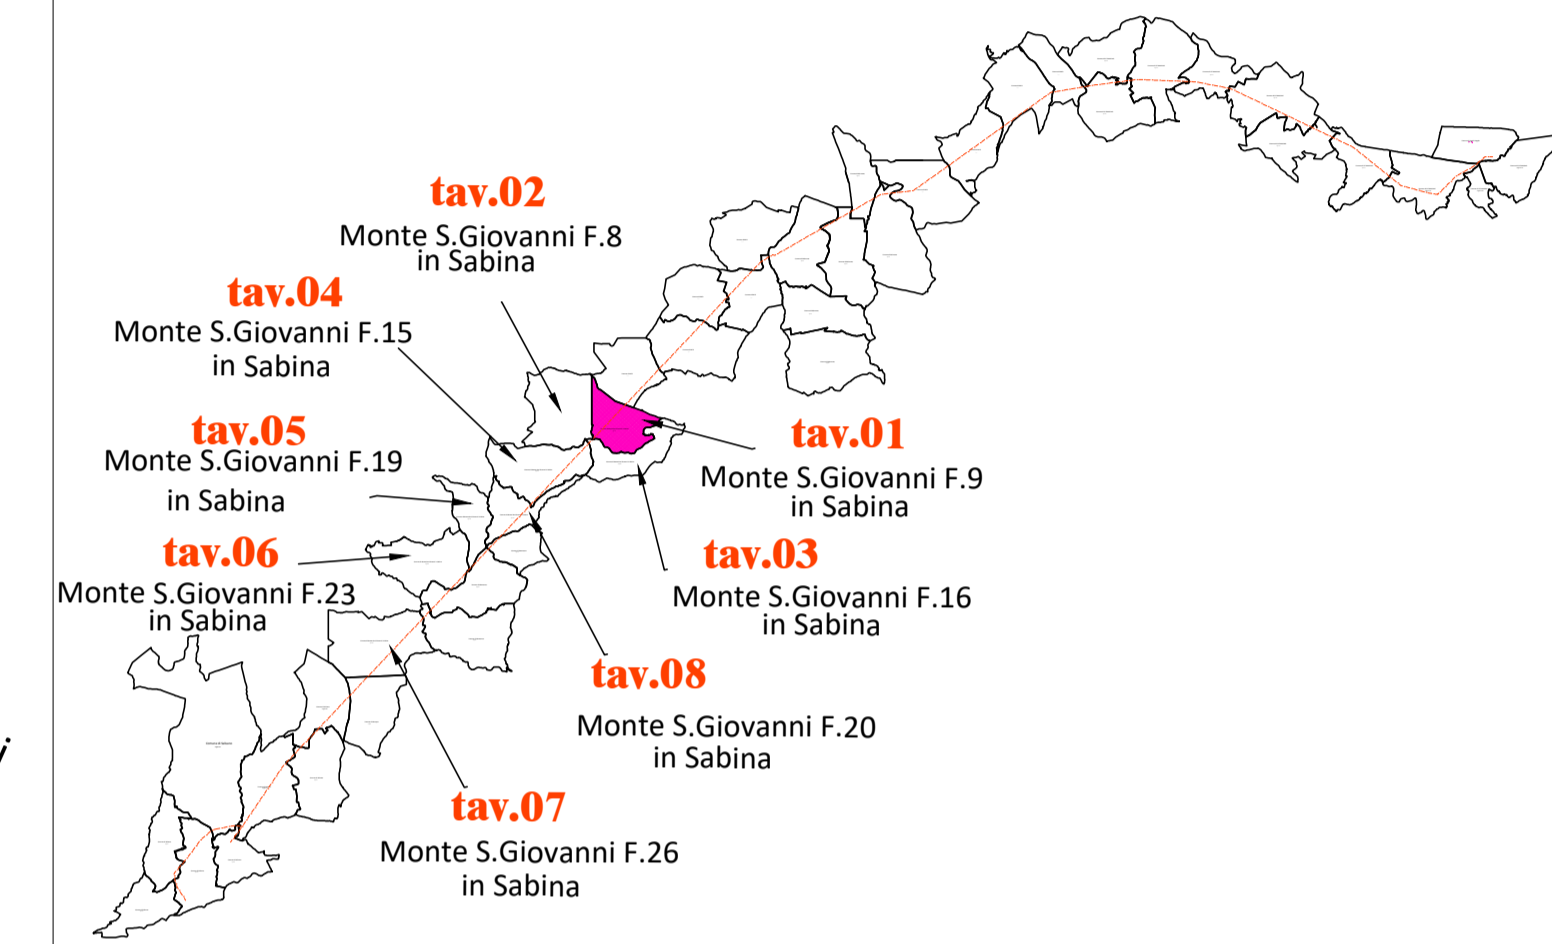 tav.02
Monte S.Giovanni F.8
in Sabina
tav.04
Monte S.Giovanni F.15
in Sabina
tav.05
Monte S.Giovanni F.19
in Sabina
tav.01
Monte S.Giovanni F.9
in Sabina
tav.06
Monte S.Giovanni F.23
in Sabina
tav.03
Monte S.Giovanni F.16
in Sabina
tav.08
Monte S.Giovanni F.20
in Sabina
tav.07
Monte S.Giovanni F.26
in Sabina